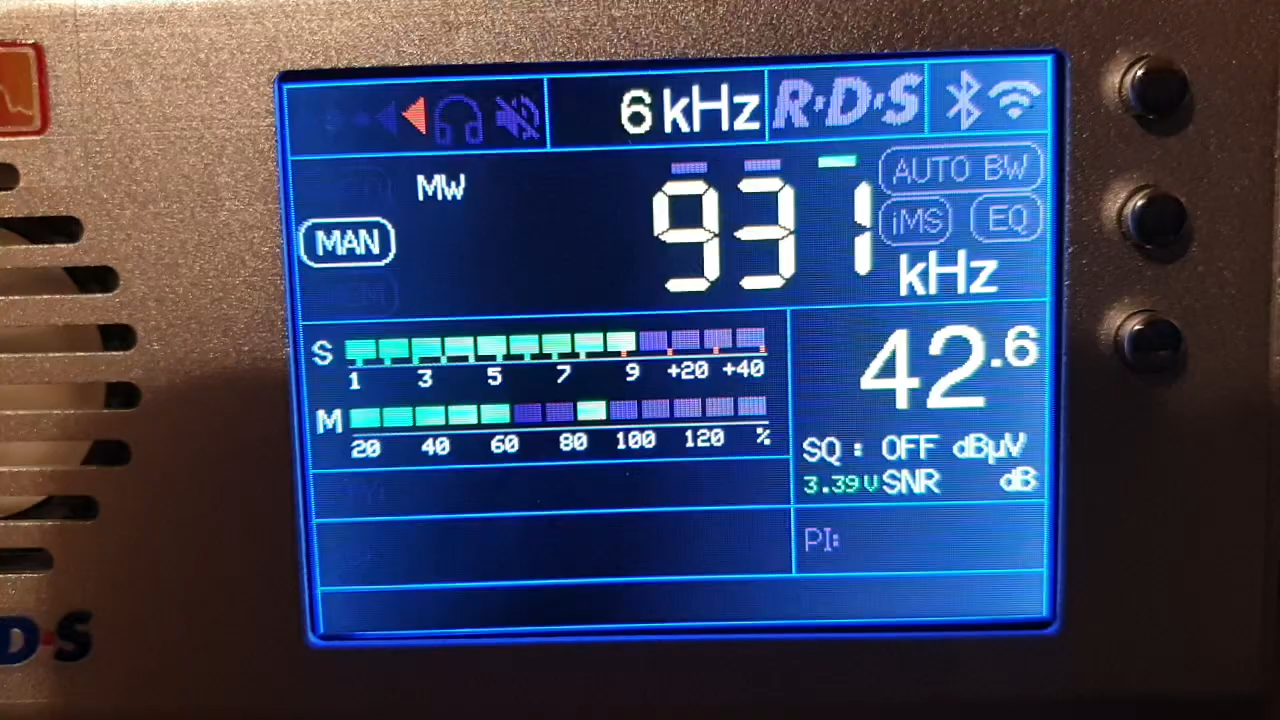 6 kHz R·D·S
AUTO BW
MW
931
iMS EQ
MAN
kHz
S
1 3 5 7 9 +20 +40
42.6
M
20 40 60 80 100 120 %
SQ : OFF dBµV
3.39V SNR dB
PI:
D·S